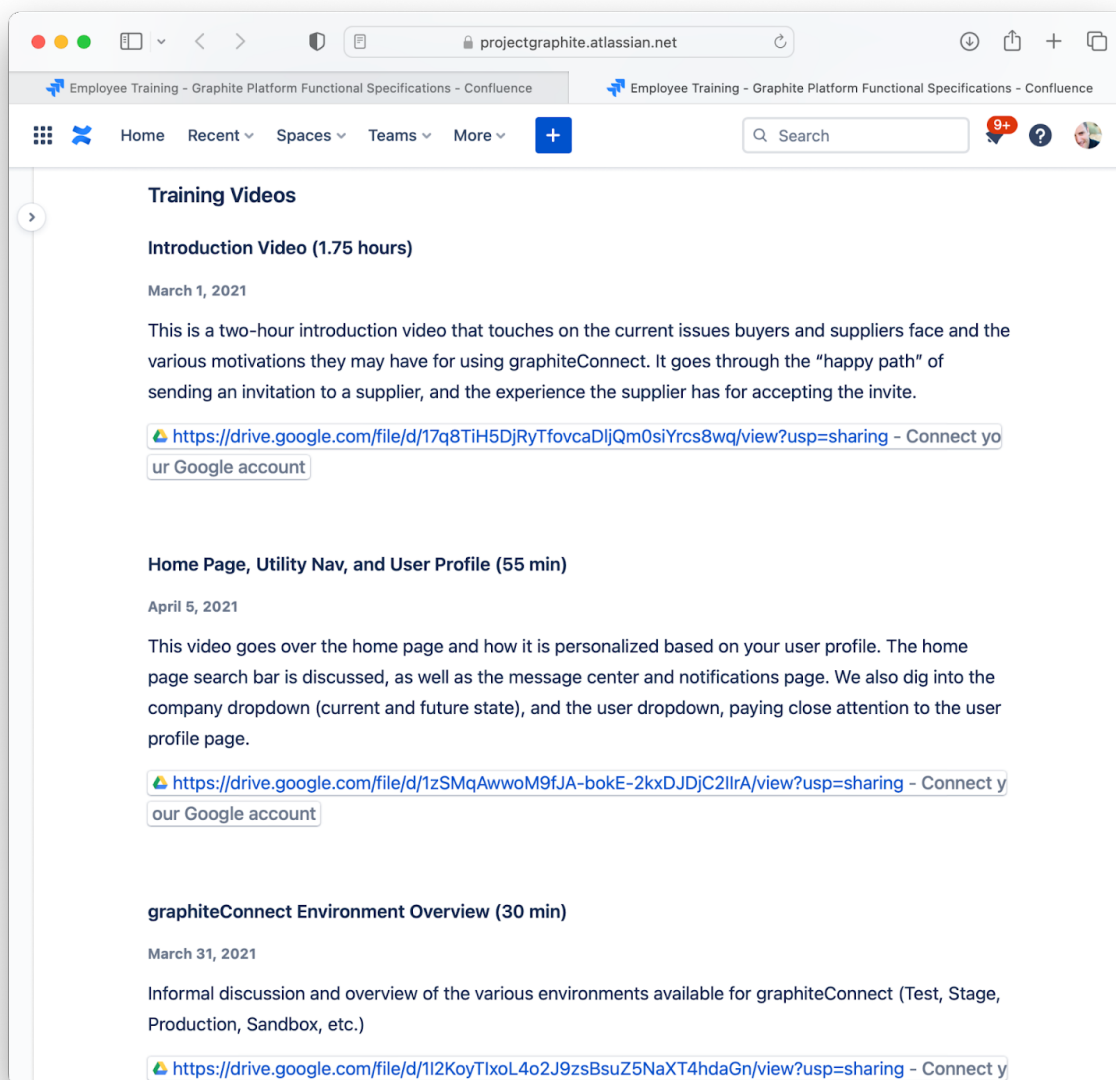 projectgraphite.atlassian.net
Employee Training - Graphite Platform Functional Specifications - Confluence
Employee Training - Graphite Platform Functional Specifications - Confluence
Home Recent Spaces Teams More + Search 9+ ?
Training Videos
Introduction Video (1.75 hours)
March 1, 2021
This is a two-hour introduction video that touches on the current issues buyers and suppliers face and the
various motivations they may have for using graphiteConnect. It goes through the “happy path” of
sending an invitation to a supplier, and the experience the supplier has for accepting the invite.
https://drive.google.com/file/d/17q8TiH5DjRyTfovcaDljQm0siYrcs8wq/view?usp=sharing - Connect yo
ur Google account
Home Page, Utility Nav, and User Profile (55 min)
April 5, 2021
This video goes over the home page and how it is personalized based on your user profile. The home
page search bar is discussed, as well as the message center and notifications page. We also dig into the
company dropdown (current and future state), and the user dropdown, paying close attention to the user
profile page.
https://drive.google.com/file/d/1zSMqAwwoM9fJA-bokE-2kxDJDjC2IlrA/view?usp=sharing - Connect y
our Google account
graphiteConnect Environment Overview (30 min)
March 31, 2021
Informal discussion and overview of the various environments available for graphiteConnect (Test, Stage,
Production, Sandbox, etc.)
https://drive.google.com/file/d/1I2KoyTIxoL4o2J9zsBsuZ5NaXT4hdaGn/view?usp=sharing - Connect y